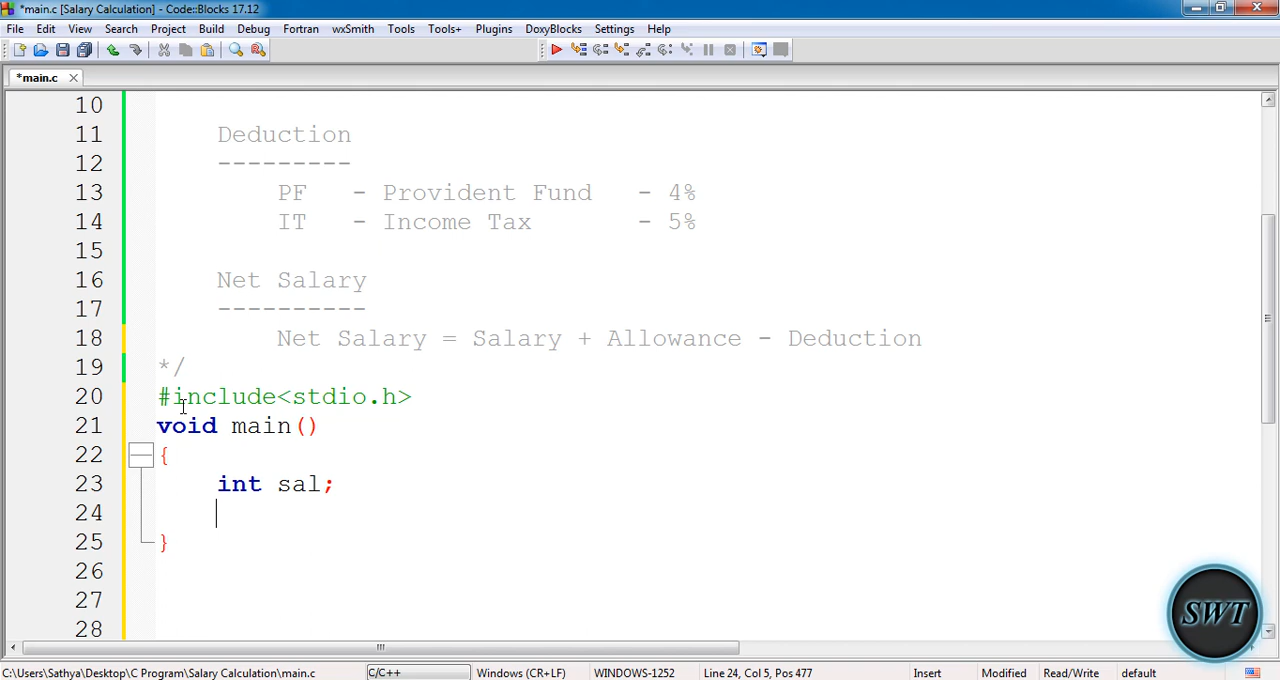 *main.c [Salary Calculation] - Code::Blocks 17.12
File Edit View Search Project Build Debug Fortran wxSmith Tools Tools+ Plugins DoxyBlocks Settings Help
*main.c
10
11 Deduction
12 ---------
13 PF - Provident Fund - 4%
14 IT - Income Tax - 5%
15
16 Net Salary
17 ----------
18 Net Salary = Salary + Allowance - Deduction
19 */
20 #include<stdio.h>
21 void main()
22 {
23 int sal;
24
25 }
26
27
28
SWT
C:\Users\Sathya\Desktop\C Program\Salary Calculation\main.c C/C++ Windows (CR+LF) WINDOWS-1252 Line 24, Col 5, Pos 477 Insert Modified Read/Write default